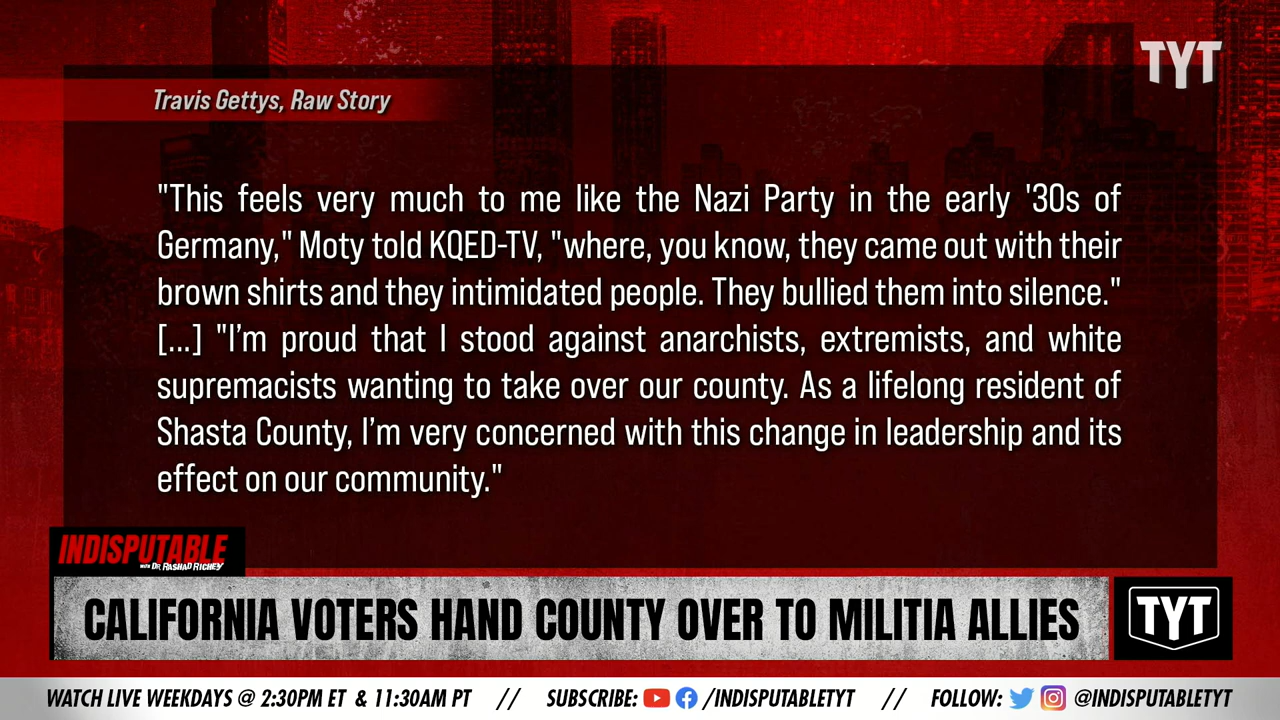 TYT
Travis Gettys, Raw Story
"This feels very much to me like the Nazi Party in the early '30s of
Germany," Moty told KQED-TV, "where, you know, they came out with their
brown shirts and they intimidated people. They bullied them into silence."
[...] "I'm proud that I stood against anarchists, extremists, and white
supremacists wanting to take over our county. As a lifelong resident of
Shasta County, I'm very concerned with this change in leadership and its
effect on our community."
INDISPUTABLE
WITH DR. RASHAD RICHEY
CALIFORNIA VOTERS HAND COUNTY OVER TO MILITIA ALLIES
TYT
WATCH LIVE WEEKDAYS @ 2:30PM ET & 11:30AM PT // SUBSCRIBE: /INDISPUTABLETYT // FOLLOW: @INDISPUTABLETYT